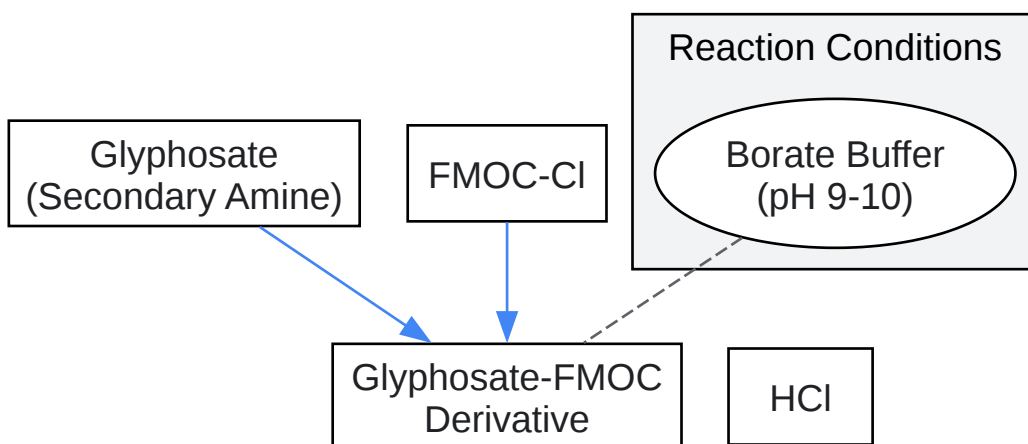 Reaction Conditions
Glyphosate
(Secondary Amine)
FMOC-Cl
Borate Buffer
(pH 9-10)
Glyphosate-FMOC
Derivative
HCl